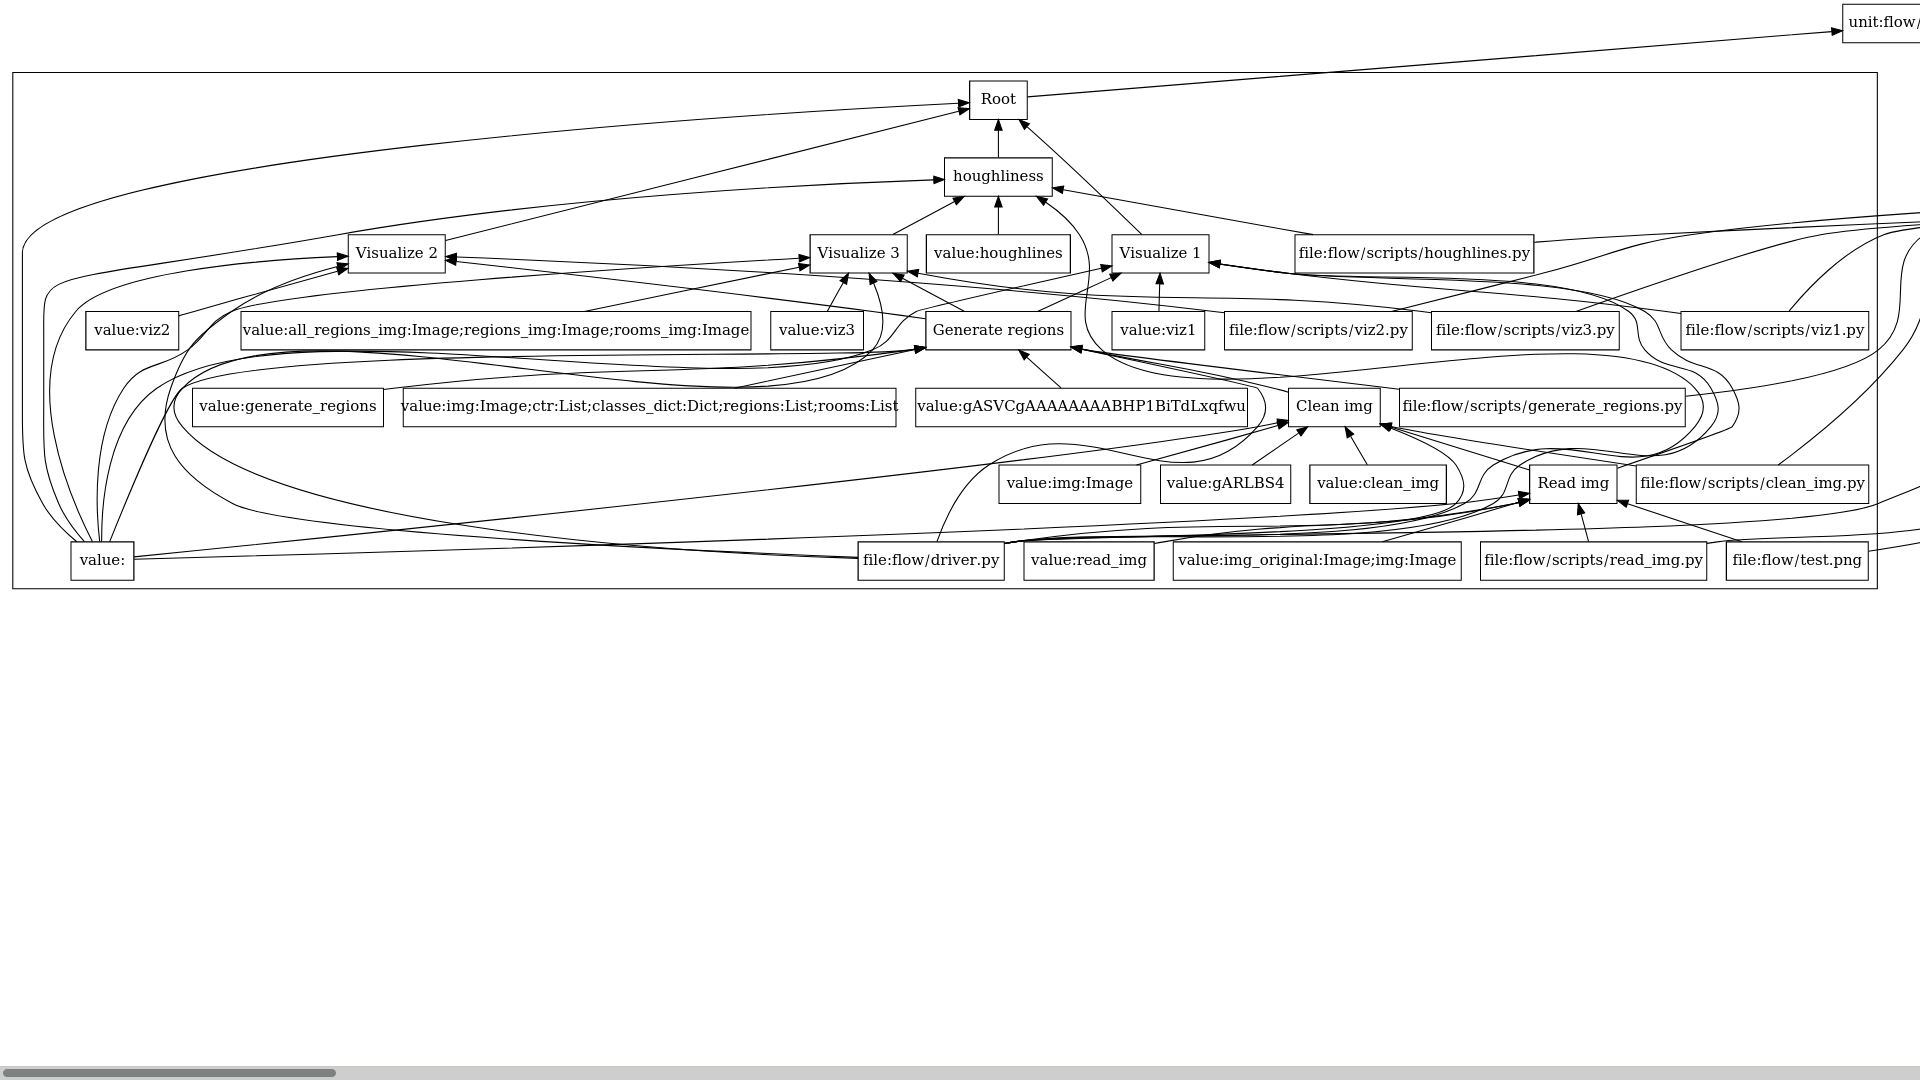 unit:flow/
Root
houghliness
Visualize 2
Visualize 3
value:houghlines
Visualize 1
file:flow/scripts/houghlines.py
value:viz2
value:all_regions_img:Image;regions_img:Image;rooms_img:Image
value:viz3
Generate regions
value:viz1
file:flow/scripts/viz2.py
file:flow/scripts/viz3.py
file:flow/scripts/viz1.py
value:generate_regions
value:img:Image;ctr:List;classes_dict:Dict;regions:List;rooms:List
value:gASVCgAAAAAAAABHP1BiTdLxqfwu
Clean img
file:flow/scripts/generate_regions.py
value:img:Image
value:gARLBS4
value:clean_img
Read img
file:flow/scripts/clean_img.py
value:
file:flow/driver.py
value:read_img
value:img_original:Image;img:Image
file:flow/scripts/read_img.py
file:flow/test.png